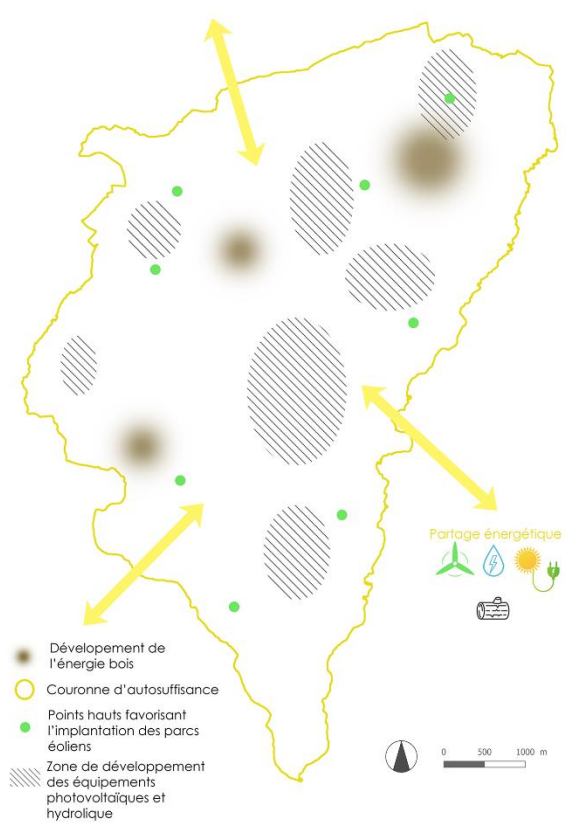 Partage énergétique
Dévelopement de
l'énergie bois
Couronne d'autosuffisance
Points hauts favorisant
l'implantation des parcs
éoliens
Zone de développement
des équipements
photovoltaïques et
hydrolique
0 500 1000 m